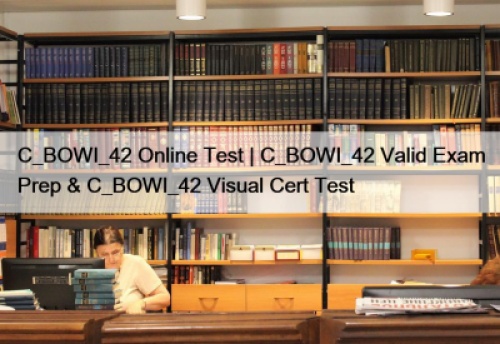 C_BOWI_42 Online Test | C_BOWI_42 Valid Exam
Prep & C_BOWI_42 Visual Cert Test